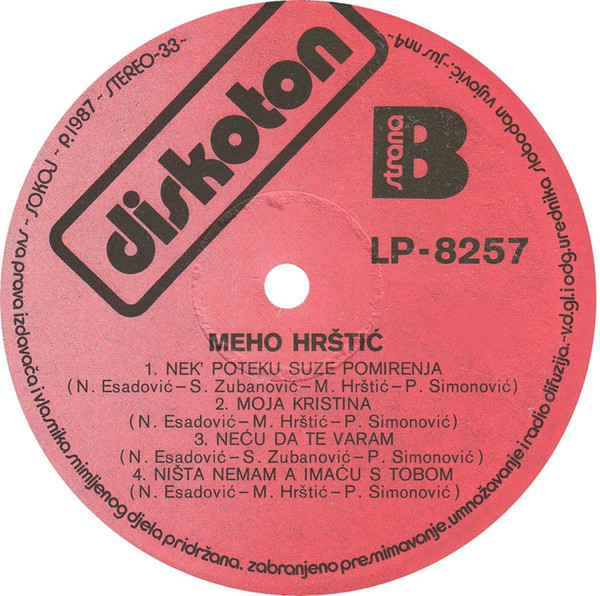 diskoton
strana
B
LP-8257
MEHO HRŠTIĆ
1. NEK' POTEKU SUZE POMIRENJA
(N. Esadović-S. Zubanović-M. Hrštić-P. Simonović)
2. MOJA KRISTINA
(N. Esadović-M. Hrštić-P. Simonović)
3. NEĆU DA TE VARAM
(N. Esadović-S. Zubanović-P. Simonović)
4. NIŠTA NEMAM A IMAĆU S TOBOM
(N. Esadović-M. Hrštić-P. Simonović)
STEREO-33~
p.1987~
SOKOJ~
sva prava izdavača i vlasnika snimljenog djela pridržana. zabranjeno presnimavanje.umnožavanje i radio difuzija.~v.d.gl.i odg.urednika slobodan vujović.~jus nn4~